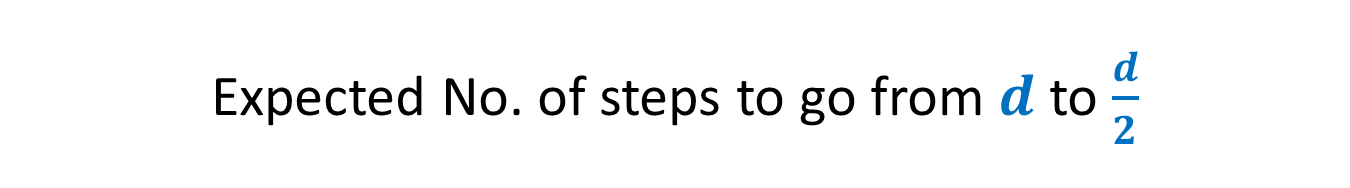 Expected No. of steps to go from d to d/2